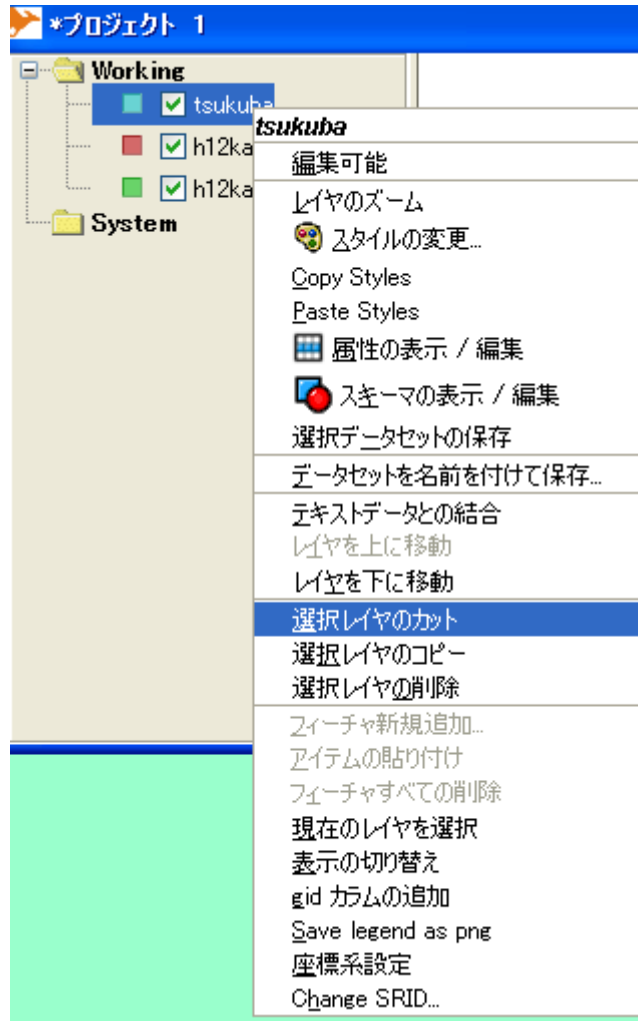 *プロジェクト 1
Working
tsukuba
h12ka
h12ka
System
tsukuba
編集可能
レイヤのズーム
スタイルの変更...
Copy Styles
Paste Styles
属性の表示 / 編集
スキーマの表示 / 編集
選択データセットの保存
データセットを名前を付けて保存...
テキストデータとの結合
レイヤを上に移動
レイヤを下に移動
選択レイヤのカット
選択レイヤのコピー
選択レイヤの削除
フィーチャ新規追加...
アイテムの貼り付け
フィーチャすべての削除
現在のレイヤを選択
表示の切り替え
gid カラムの追加
Save legend as png
座標系設定
Change SRID...